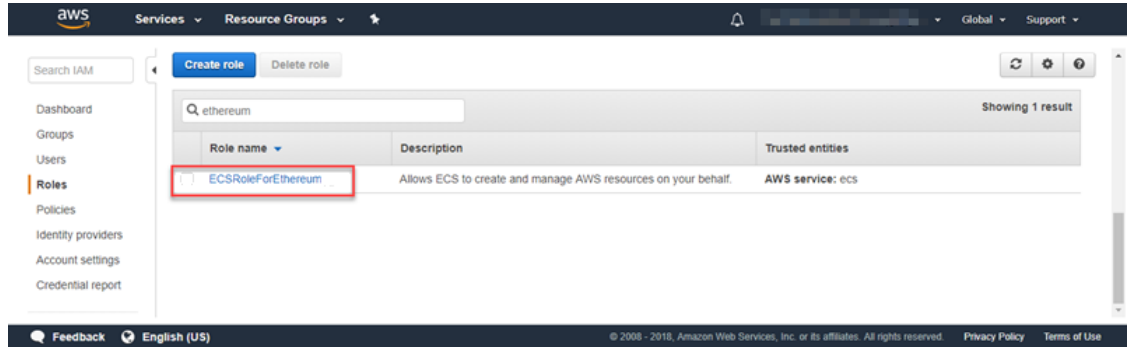 aws Services Resource Groups Global Support
Search IAM
Create role Delete role
Dashboard
Groups
Users
Roles
Policies
Identity providers
Account settings
Credential report
ethereum Showing 1 result
Role name Description Trusted entities
ECSRoleForEthereum Allows ECS to create and manage AWS resources on your behalf. AWS service: ecs
Feedback English (US) © 2008 - 2018, Amazon Web Services, Inc. or its affiliates. All rights reserved. Privacy Policy Terms of Use